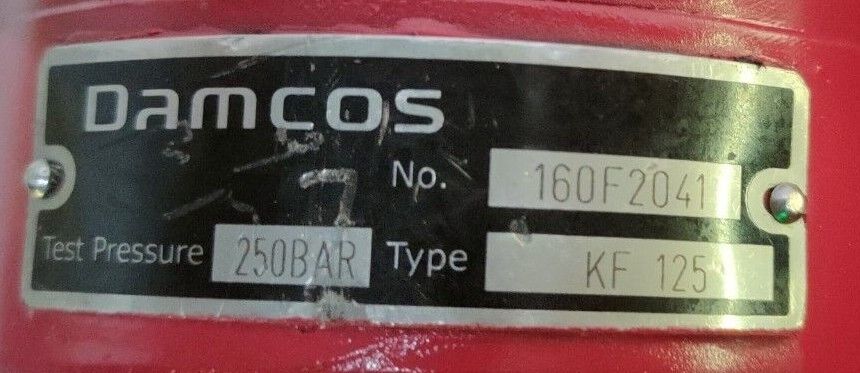 Damcos
No. 160F2041
Test Pressure 250BAR Type KF 125